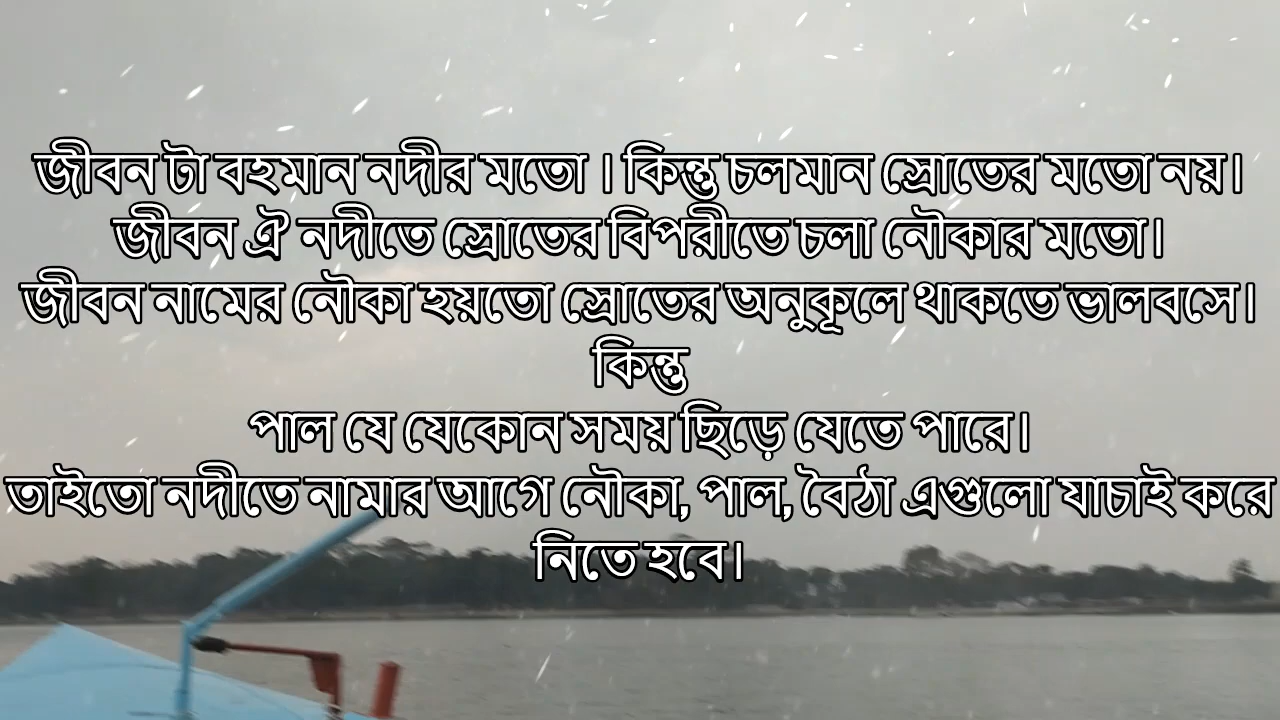 জীবন টা বহমান নদীর মতো । কিন্তু চলমান স্রোতের মতো নয়।
জীবন ঐ নদীতে স্রোতের বিপরীতে চলা নৌকার মতো।
জীবন নামের নৌকা হয়তো স্রোতের অনুকূলে থাকতে ভালবসে।
কিন্তু
পাল যে যেকোন সময় ছিড়ে যেতে পারে।
তাইতো নদীতে নামার আগে নৌকা, পাল, বৈঠা এগুলো যাচাই করে
নিতে হবে।